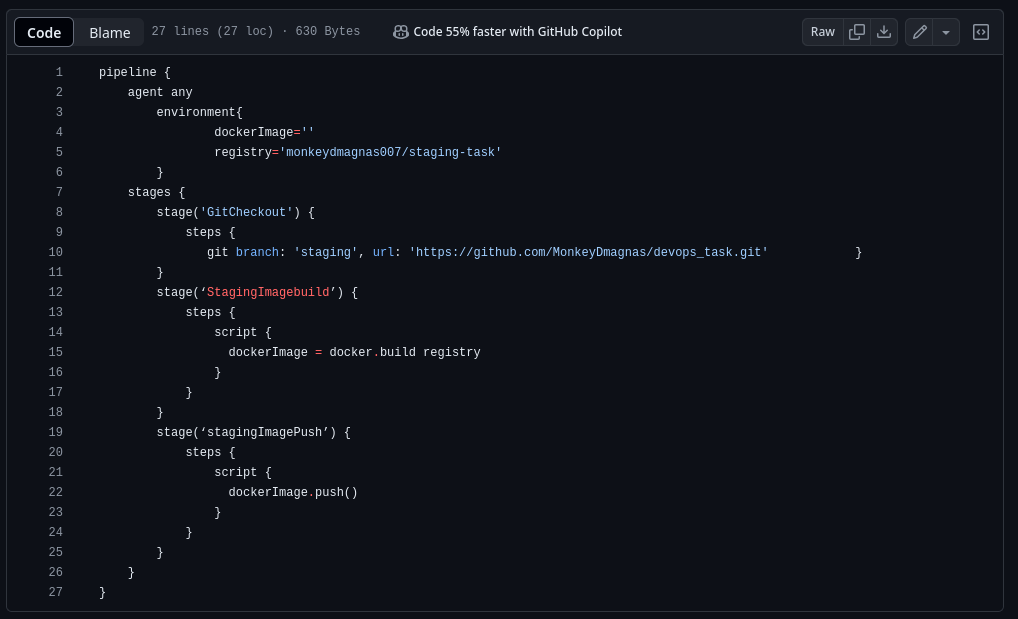 Code Blame 27 lines (27 loc) · 630 Bytes Code 55% faster with GitHub Copilot Raw
1 pipeline {
2     agent any
3         environment{
4                 dockerImage=''
5                 registry='monkeydmagnas007/staging-task'
6         }
7     stages {
8         stage('GitCheckout') {
9             steps {
10                git branch: 'staging', url: 'https://github.com/MonkeyDmagnas/devops_task.git'            }
11         }
12         stage(‘StagingImagebuild’) {
13             steps {
14                 script {
15                   dockerImage = docker.build registry
16                 }
17             }
18         }
19         stage(‘stagingImagePush’) {
20             steps {
21                 script {
22                   dockerImage.push()
23                 }
24             }
25         }
26     }
27 }